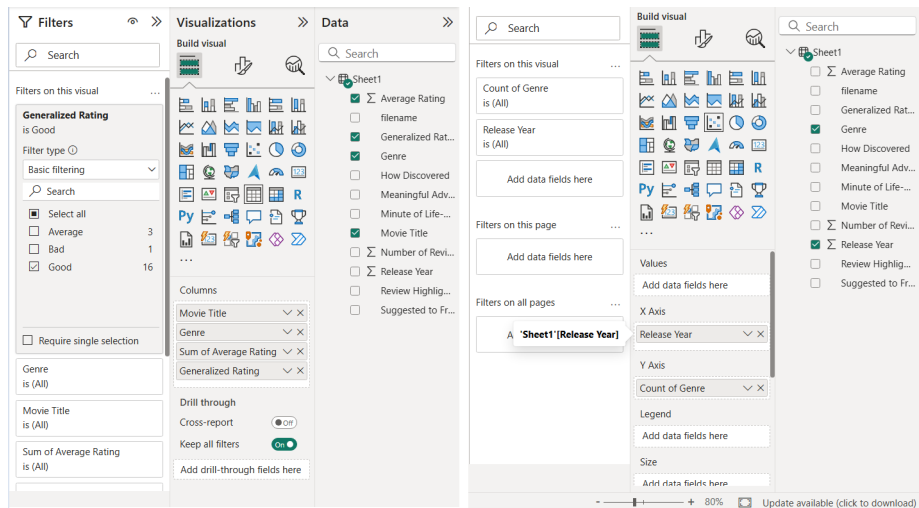 Filters
Search
Filters on this visual
...
Generalized Rating
is Good
Filter type
Basic filtering
Search
Select all
Average 3
Bad 1
Good 16
Require single selection
Genre
is (All)
Movie Title
is (All)
Sum of Average Rating
is (All)
Visualizations
Build visual
123
R
Py
...
Columns
Movie Title
Genre
Sum of Average Rating
Generalized Rating
Drill through
Cross-report Off
Keep all filters On
Add drill-through fields here
Data
Search
Sheet1
Σ Average Rating
filename
Generalized Rat...
Genre
How Discovered
Meaningful Adv...
Minute of Life-...
Movie Title
Σ Number of Revi...
Σ Release Year
Review Highlig...
Suggested to Fr...
Search
Filters on this visual ...
Count of Genre
is (All)
Release Year
is (All)
Add data fields here
Filters on this page ...
Add data fields here
Filters on all pages ...
A
'Sheet1'[Release Year]
Build visual
123
R
Py
...
Values
Add data fields here
X Axis
Release Year
Y Axis
Count of Genre
Legend
Add data fields here
Size
Add data fields here
Search
Sheet1
Σ Average Rating
filename
Generalized Rat...
Genre
How Discovered
Meaningful Adv...
Minute of Life-...
Movie Title
Σ Number of Revi...
Σ Release Year
Review Highlig...
Suggested to Fr...
- + 80% Update available (click to download)